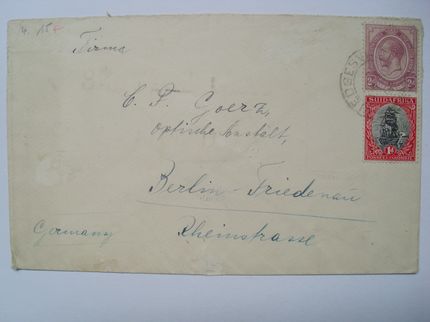 Firma
C. P. Goerz,
optische Anstalt,
Berlin-Friedenau
Rheinstrasse
Germany
SUIDAFRIKA